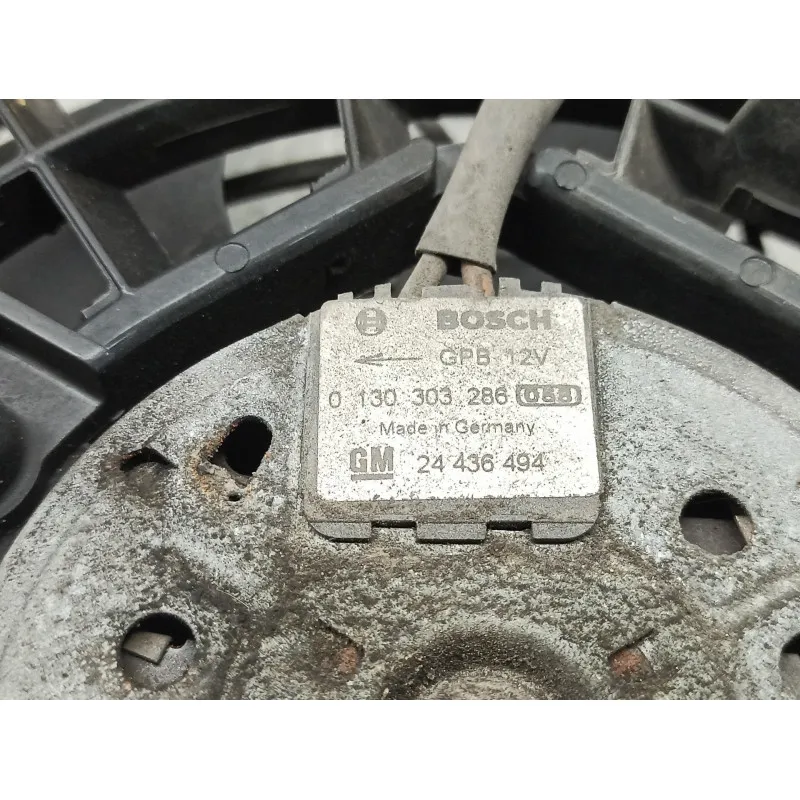 BOSCH
GPB 12V
0 130 303 286
Made in Germany
GM 24 436 494